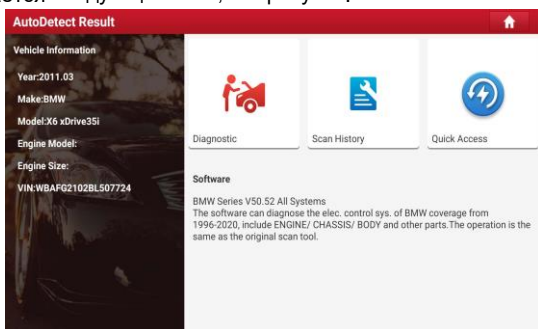 AutoDetect Result
Vehicle Information
Year:2011.03
Make:BMW
Model:X6 xDrive35i
Engine Model:
Engine Size:
VIN:WBAFG2102BL507724
Diagnostic
Scan History
Quick Access
Software
BMW Series V50.52 All Systems
The software can diagnose the elec. control sys. of BMW coverage from
1996-2020, include ENGINE/ CHASSIS/ BODY and other parts.The operation is the
same as the original scan tool.